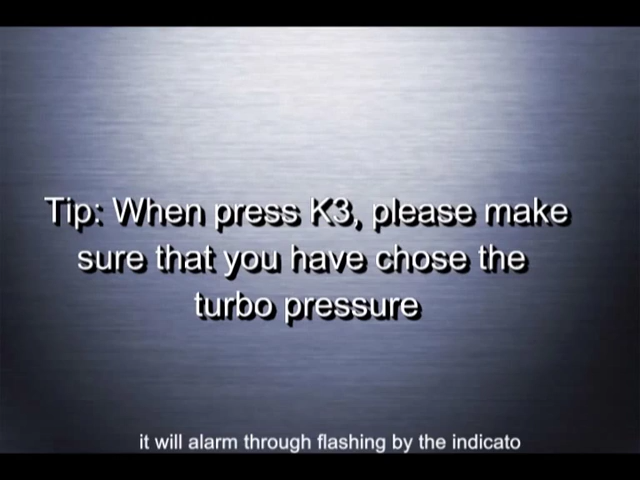 Tip: When press K3, please make
sure that you have chose the
turbo pressure
it will alarm through flashing by the indicato